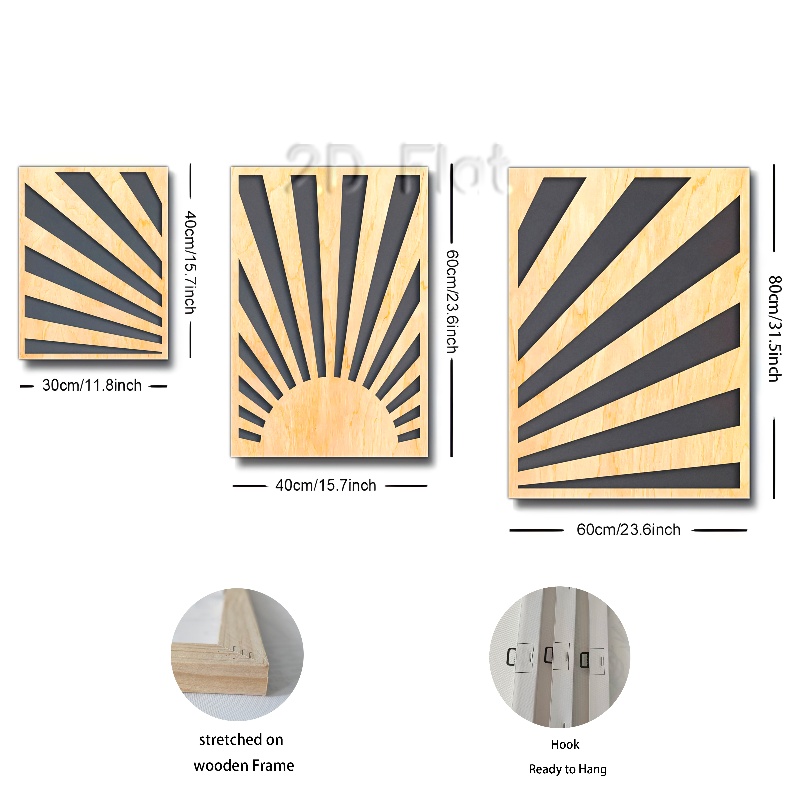 2D Flat
40cm/15.7inch
30cm/11.8inch
60cm/23.6inch
40cm/15.7inch
80cm/31.5inch
60cm/23.6inch
stretched on
wooden Frame
Hook
Ready to Hang